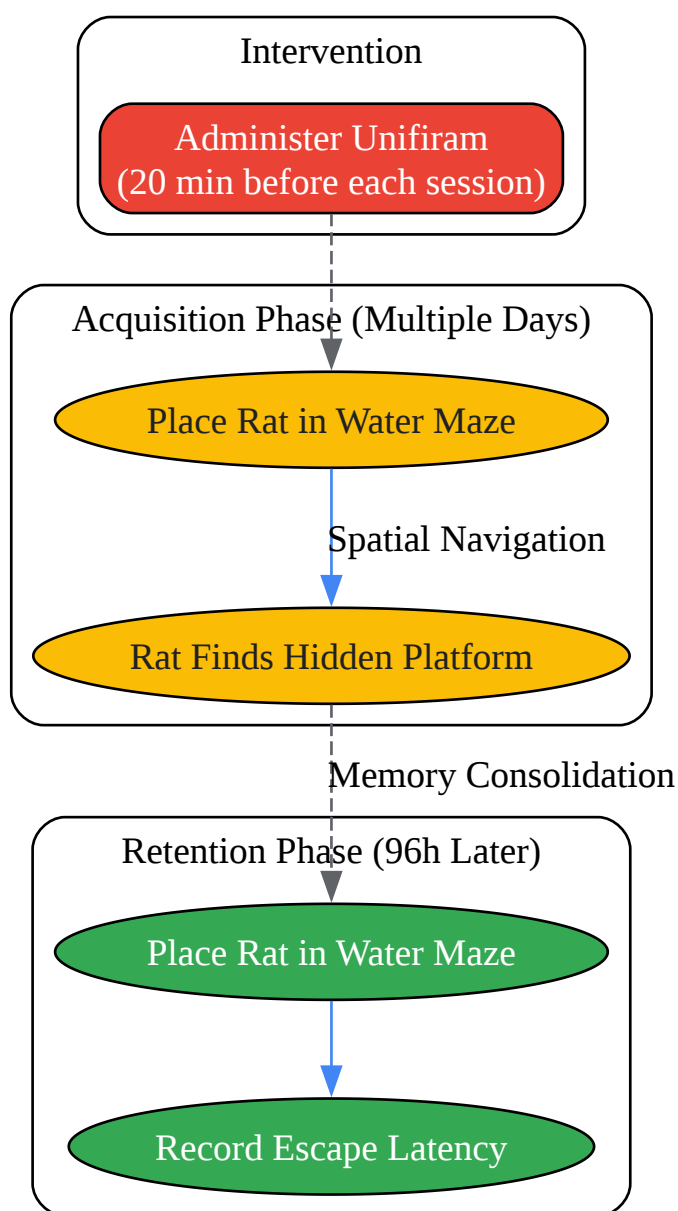 Intervention
Administer Unifiram
(20 min before each session)
Acquisition Phase (Multiple Days)
Place Rat in Water Maze
Spatial Navigation
Rat Finds Hidden Platform
Memory Consolidation
Retention Phase (96h Later)
Place Rat in Water Maze
Record Escape Latency